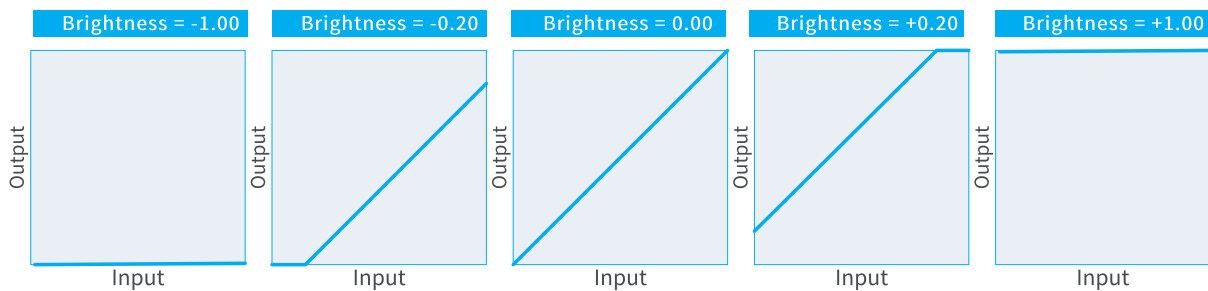 Brightness = -1.00
Brightness = -0.20
Brightness = 0.00
Brightness = +0.20
Brightness = +1.00
Output
Output
Output
Output
Output
Input
Input
Input
Input
Input